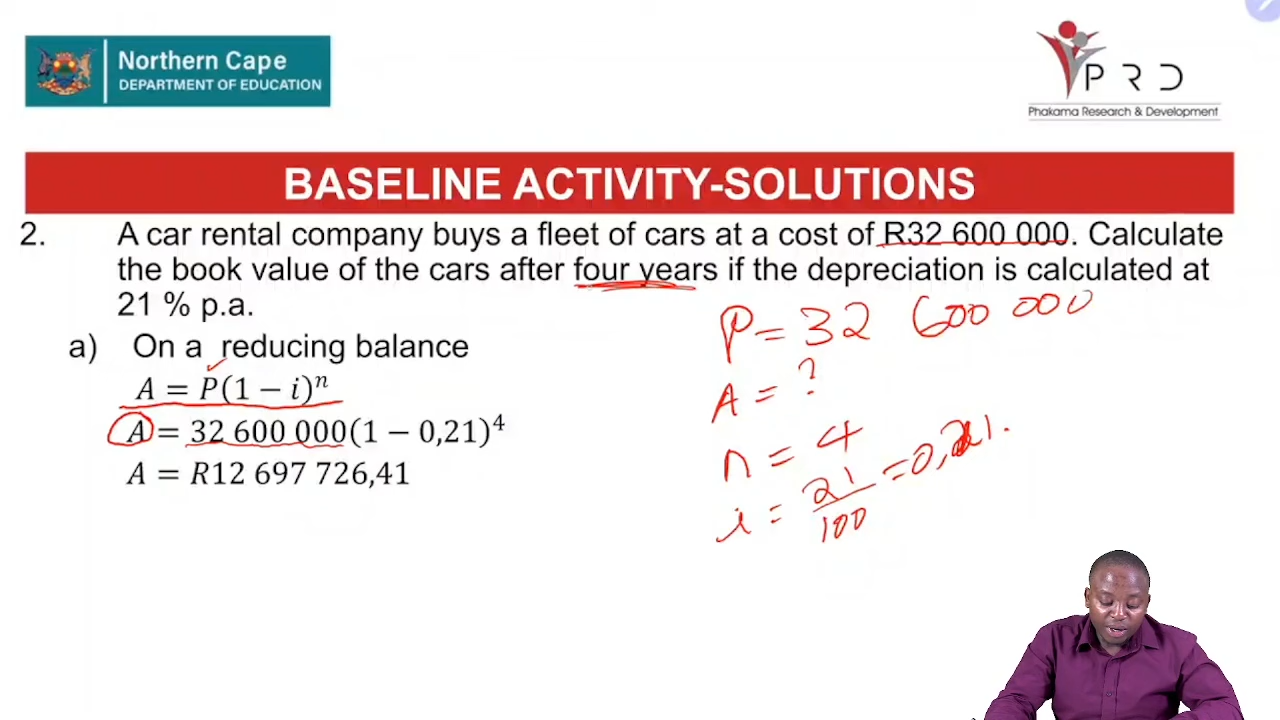 Northern Cape
DEPARTMENT OF EDUCATION
PRD
Phakama Research & Development
BASELINE ACTIVITY-SOLUTIONS
2. A car rental company buys a fleet of cars at a cost of R32 600 000. Calculate
the book value of the cars after four years if the depreciation is calculated at
21 % p.a.
a) On a reducing balance
A = P(1 − i)ⁿ
A = 32 600 000(1 − 0,21)⁴
A = R12 697 726,41
P = 32 600 000
A = ?
n = 4
i = 21/100 = 0,21.